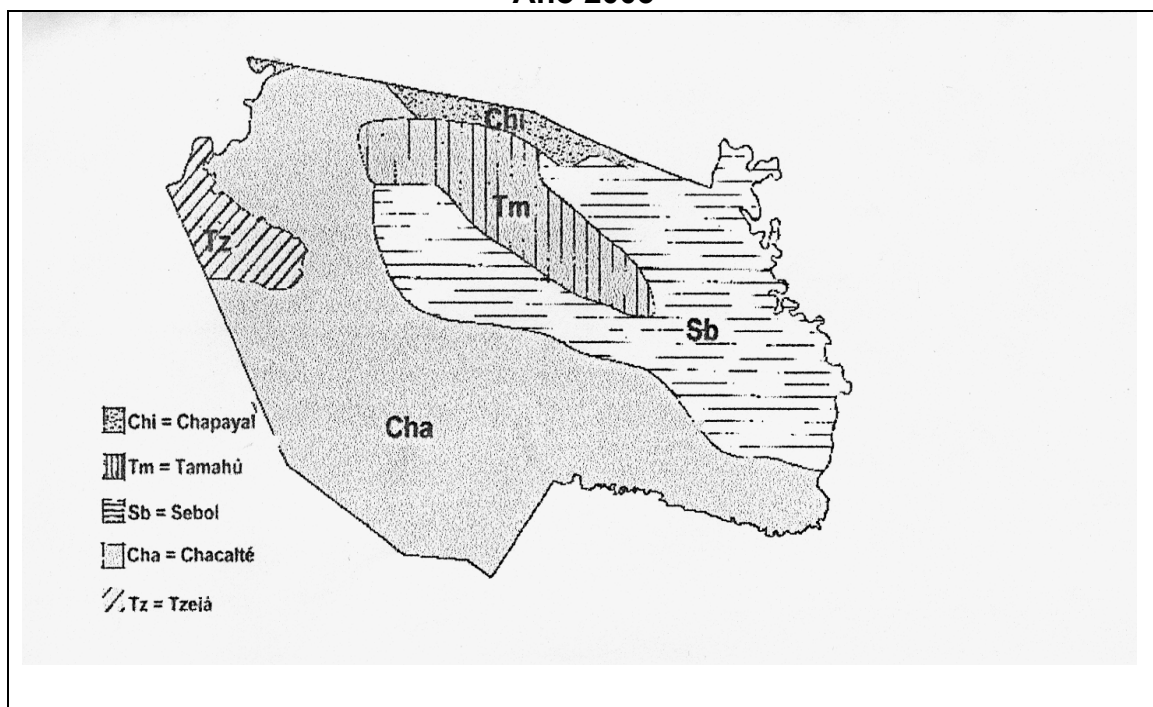 Chi
Tm
Tz
Sb
Cha
Chi = Chapayal
Tm = Tamahú
Sb = Sebol
Cha = Chacalté
Tz = Tzejá